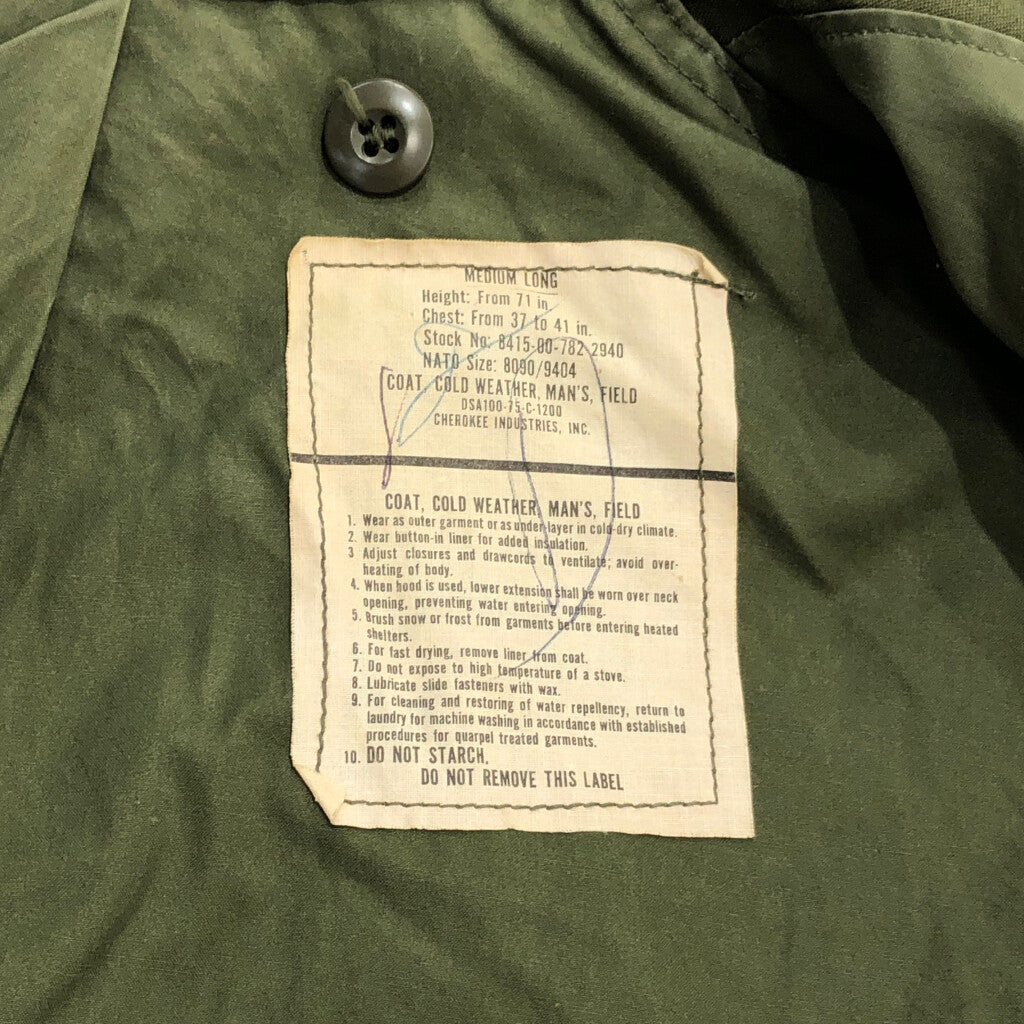 MEDIUM LONG
Height: From 71 in.
Chest: From 37 to 41 in.
Stock No: 8415-00-782-2940
NATO Size: 8090/9404
COAT, COLD WEATHER, MAN'S, FIELD
DSA100-75-C-1200
CHEROKEE INDUSTRIES, INC.
COAT, COLD WEATHER, MAN'S, FIELD
1. Wear as outer garment or as under layer in cold-dry climate.
2. Wear button-in liner for added insulation.
3 Adjust closures and drawcords to ventilate; avoid over-
heating of body.
4. When hood is used, lower extension shall be worn over neck
opening, preventing water entering opening.
5. Brush snow or frost from garments before entering heated
shelters.
6. For fast drying, remove liner from coat.
7. Do not expose to high temperature of a stove.
8. Lubricate slide fasteners with wax.
9. For cleaning and restoring of water repellency, return to
laundry for machine washing in accordance with established
procedures for quarpel treated garments.
10. DO NOT STARCH.
DO NOT REMOVE THIS LABEL